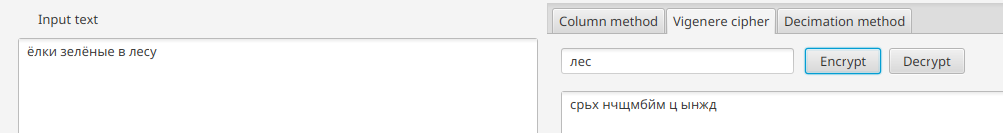 Input text
Column method
Vigenere cipher
Decimation method
ёлки зелёные в лесу
лес
Encrypt
Decrypt
срьх нчщмбйм ц ынжд